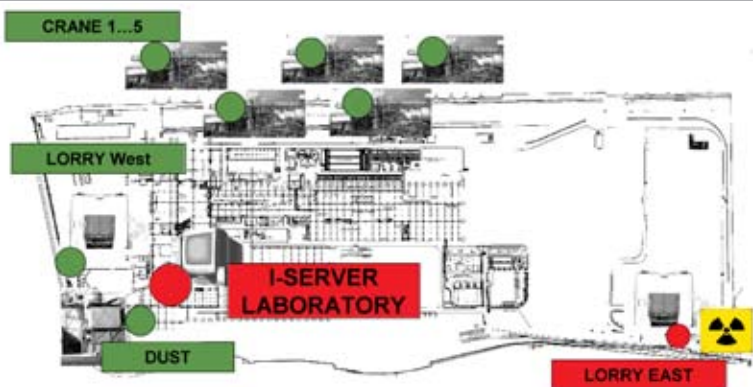 CRANE 1...5
LORRY West
I-SERVER
LABORATORY
DUST
LORRY EAST